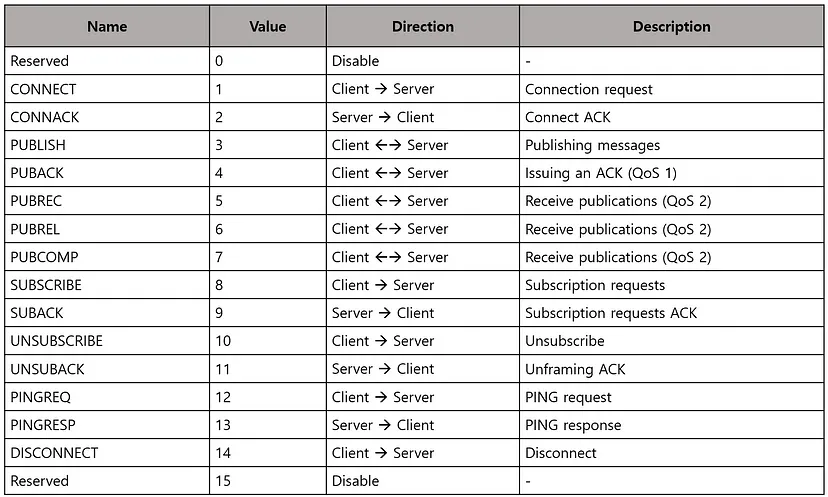 Name Value Direction Description
Reserved 0 Disable -
CONNECT 1 Client → Server Connection request
CONNACK 2 Server → Client Connect ACK
PUBLISH 3 Client ←→ Server Publishing messages
PUBACK 4 Client ←→ Server Issuing an ACK (QoS 1)
PUBREC 5 Client ←→ Server Receive publications (QoS 2)
PUBREL 6 Client ←→ Server Receive publications (QoS 2)
PUBCOMP 7 Client ←→ Server Receive publications (QoS 2)
SUBSCRIBE 8 Client → Server Subscription requests
SUBACK 9 Server → Client Subscription requests ACK
UNSUBSCRIBE 10 Client → Server Unsubscribe
UNSUBACK 11 Server → Client Unframing ACK
PINGREQ 12 Client → Server PING request
PINGRESP 13 Server → Client PING response
DISCONNECT 14 Client → Server Disconnect
Reserved 15 Disable -